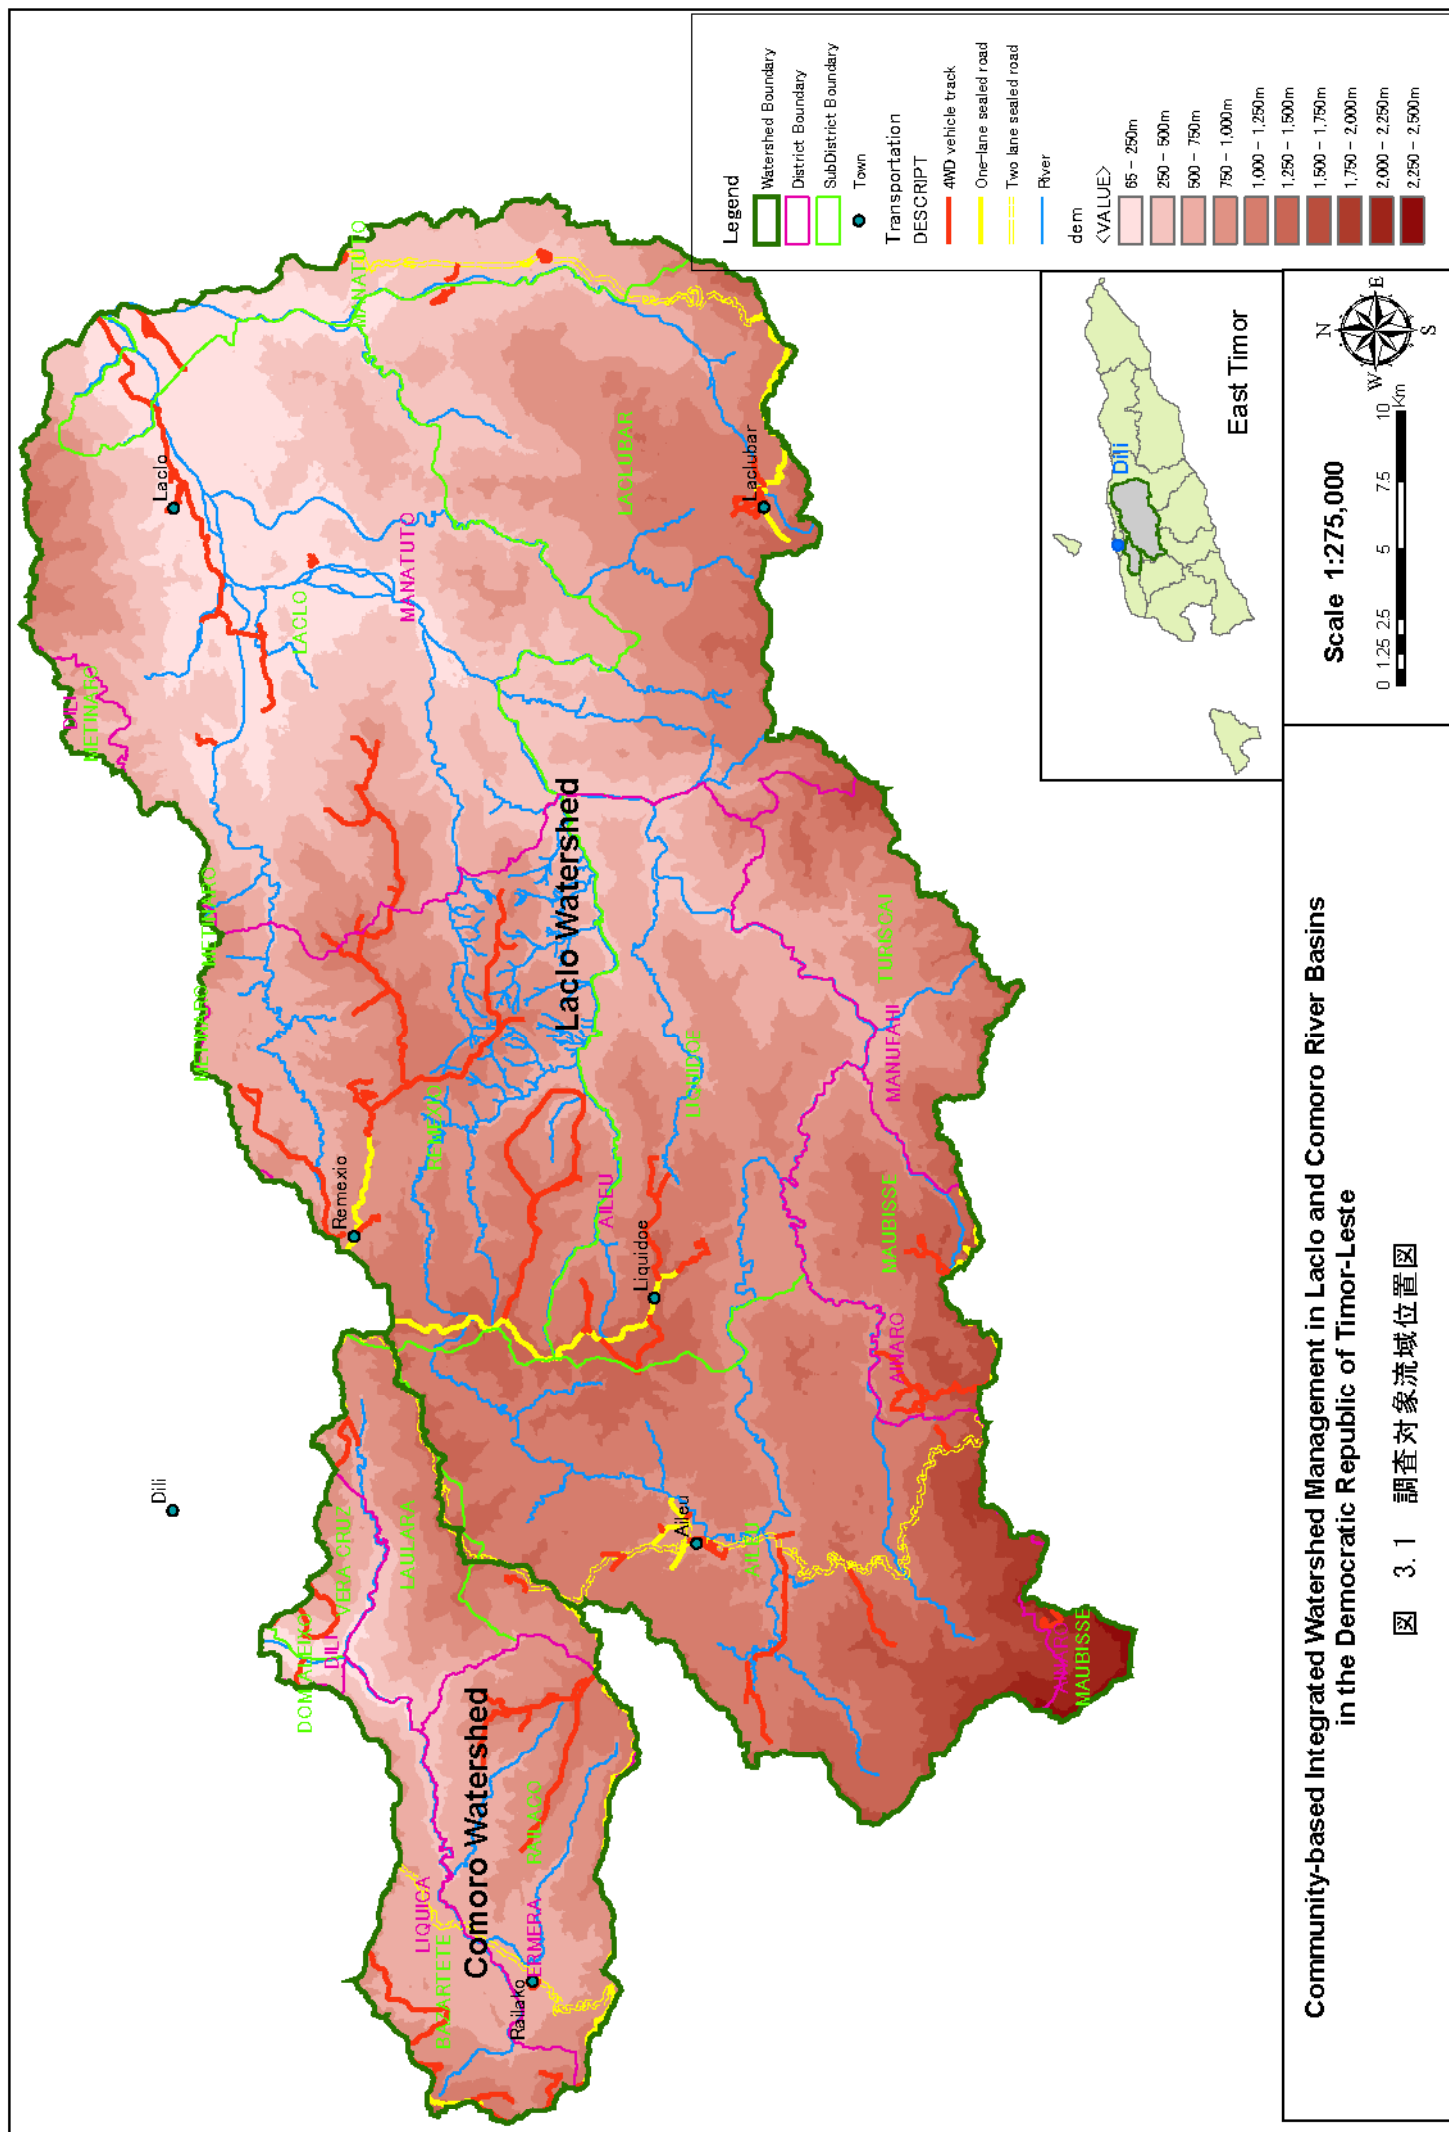 Dili
Laclo
Remexio
Liquidoe
Aileu
Railako
Laclubar
DILI
METINARO
METINARO
METINARO
MANATUTO
MANATUTO
LACLO
LACLUBAR
REMEXIO
AILEU
AILEU
TURISCAI
MANUFAHI
MAUBISSE
AINARO
AINARO
MAUBISSE
VERA CRUZ
LAULARA
DILI
LIQUICA
BAZARTETE
RAILACO
ERMERA
Laclo Watershed
Comoro Watershed
Legend
Watershed Boundary
District Boundary
SubDistrict Boundary
Town
Transportation
DESCRIPT
4WD vehicle track
One-lane sealed road
Two lane sealed road
River
dem
<VALUE>
65 - 250m
250 - 500m
500 - 750m
750 - 1,000m
1,000 - 1,250m
1,250 - 1,500m
1,500 - 1,750m
1,750 - 2,000m
2,000 - 2,250m
2,250 - 2,500m
Dili
East Timor
Scale 1:275,000
0 1.25 2.5 5 7.5 10
Km
N
W E
S
Community-based Integrated Watershed Management in Laclo and Comoro River Basins
in the Democratic Republic of Timor-Leste
図 3.1 調査対象流域位置図